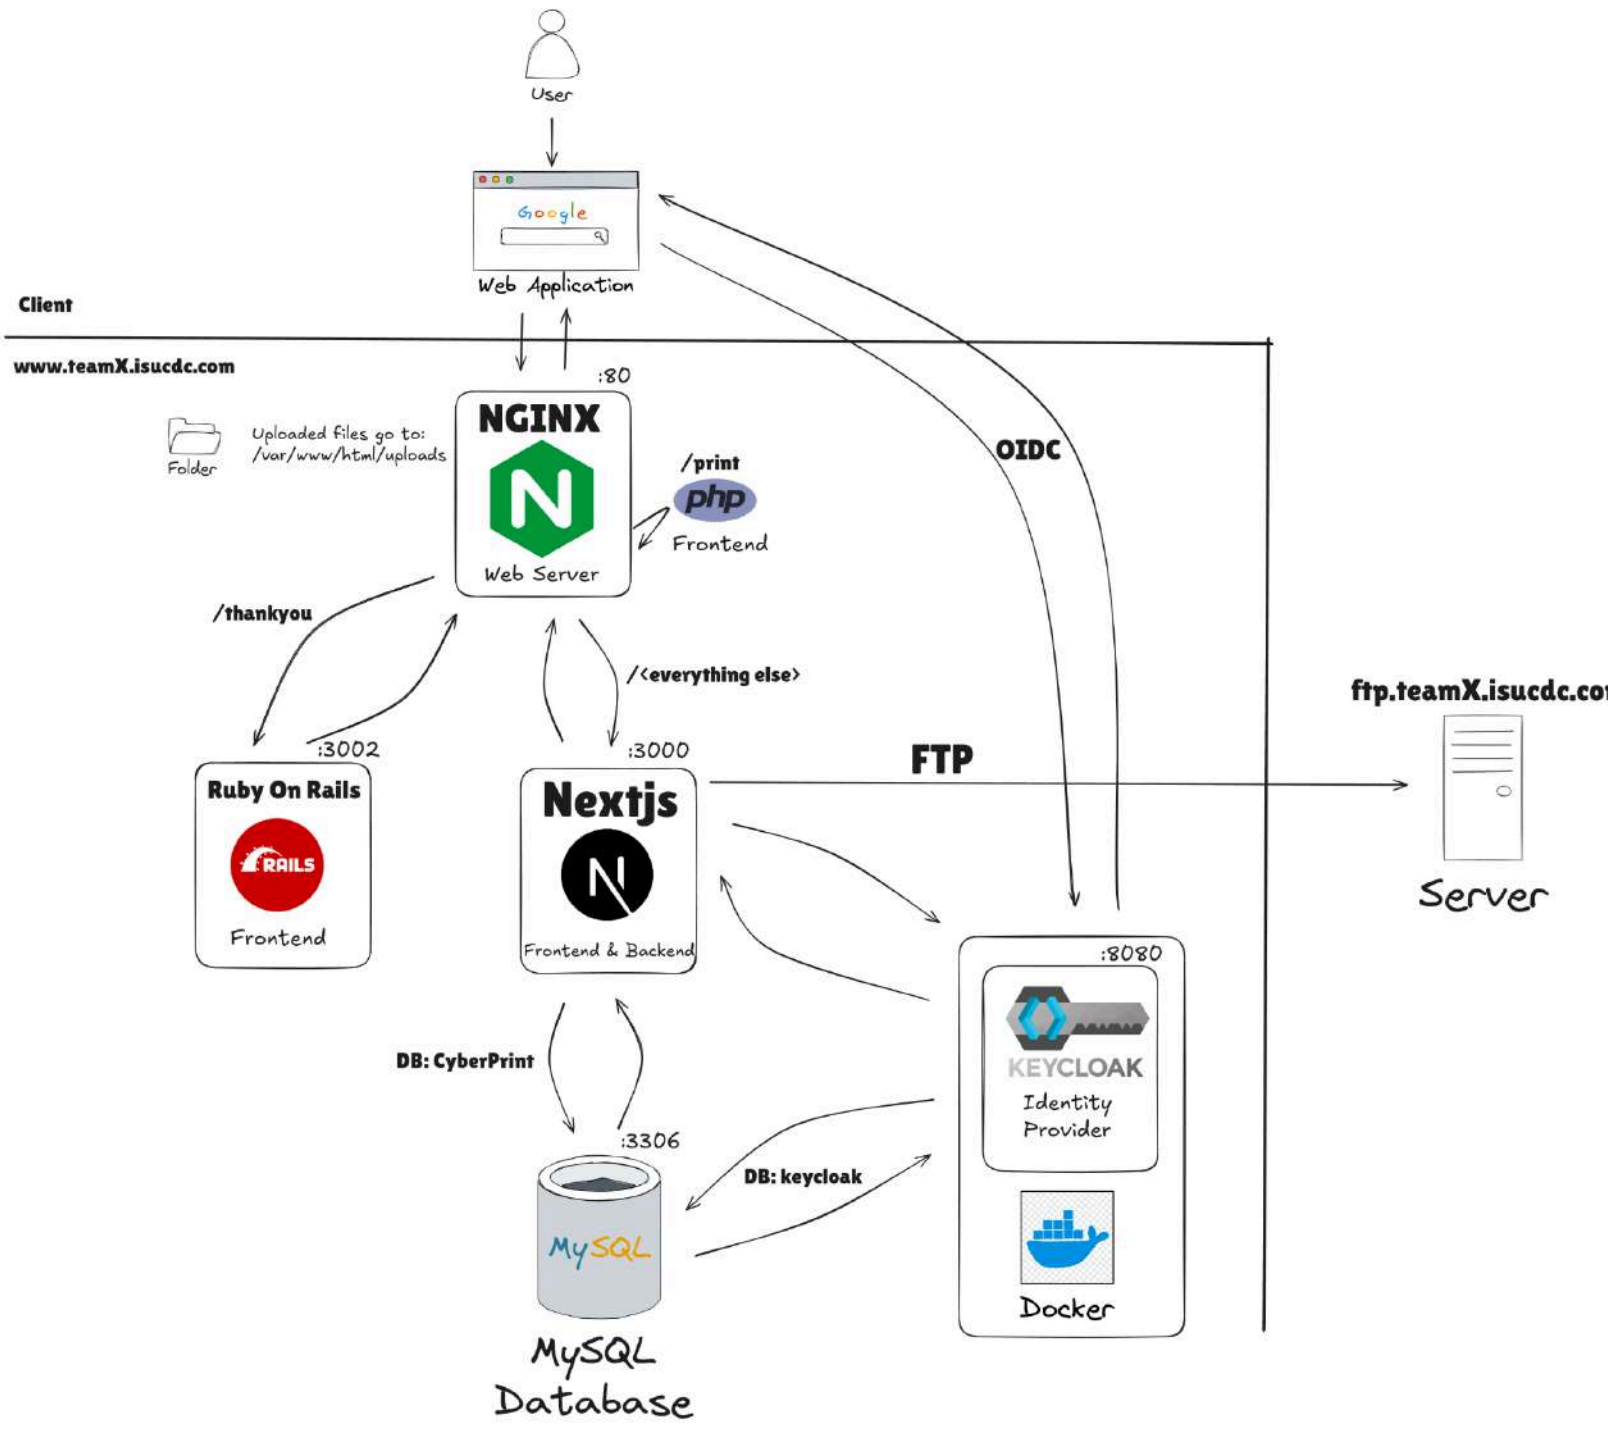 User
Google
Web Application
Client
www.teamX.isucdc.com
:80
NGINX
N
Web Server
Folder
Uploaded files go to:
/var/www/html/uploads
/print
php
Frontend
OIDC
/thankyou
/<everything else>
ftp.teamX.isucdc.co
:3002
Ruby On Rails
RAILS
Frontend
:3000
Nextjs
N
Frontend & Backend
FTP
Server
:8080
KEYCLOAK
Identity
Provider
Docker
DB: CyberPrint
DB: keycloak
:3306
MySQL
MySQL
Database